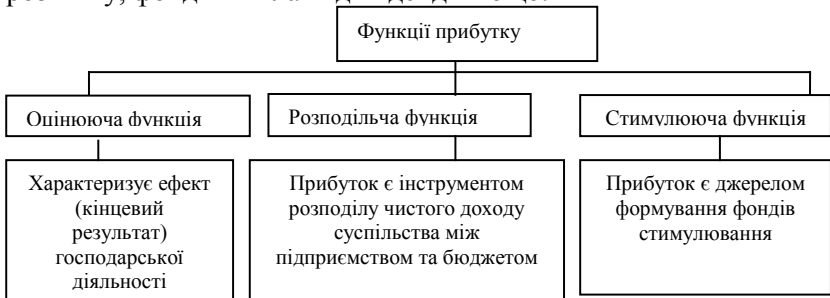 Функції прибутку
Оцінююча функція
Розподільча функція
Стимулююча функція
Характеризує ефект
(кінцевий
результат)
господарської
діяльності
Прибуток є інструментом
розподілу чистого доходу
суспільства між
підприємством та бюджетом
Прибуток є джерелом
формування фондів
стимулювання